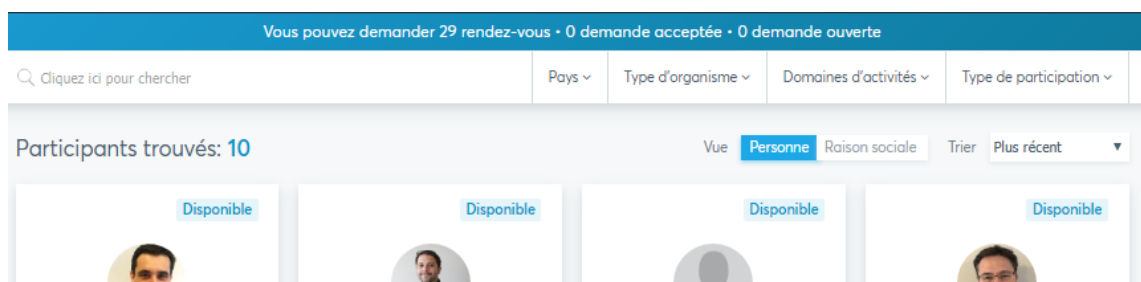 Vous pouvez demander 29 rendez-vous • 0 demande acceptée • 0 demande ouverte
Cliquez ici pour chercher Pays Type d'organisme Domaines d'activités Type de participation
Participants trouvés: 10 Vue Personne Raison sociale Trier Plus récent
Disponible Disponible Disponible Disponible